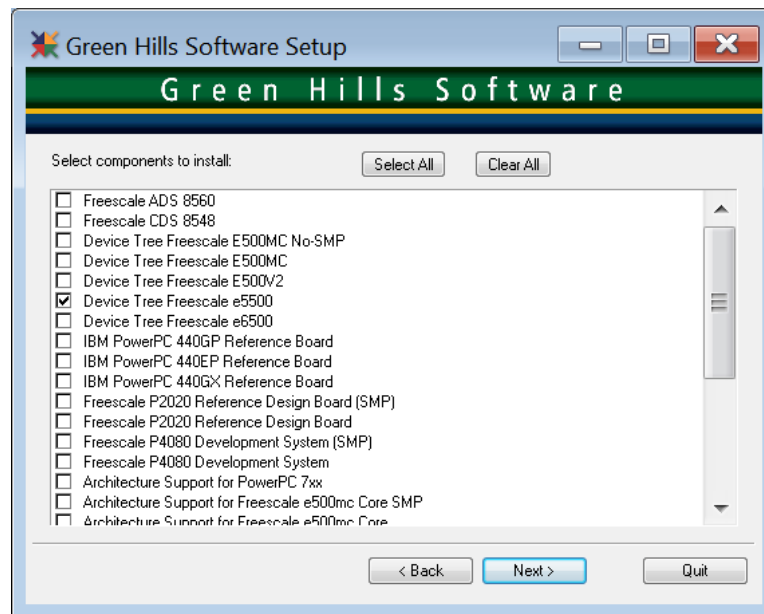 Green Hills Software Setup
Green Hills Software
Select components to install:
Select All
Clear All
Freescale ADS 8560
Freescale CDS 8548
Device Tree Freescale E500MC No-SMP
Device Tree Freescale E500MC
Device Tree Freescale E500V2
Device Tree Freescale e5500
Device Tree Freescale e6500
IBM PowerPC 440GP Reference Board
IBM PowerPC 440EP Reference Board
IBM PowerPC 440GX Reference Board
Freescale P2020 Reference Design Board (SMP)
Freescale P2020 Reference Design Board
Freescale P4080 Development System (SMP)
Freescale P4080 Development System
Architecture Support for PowerPC 7xx
Architecture Support for Freescale e500mc Core SMP
Architecture Support for Freescale e500mc Core
< Back
Next >
Quit